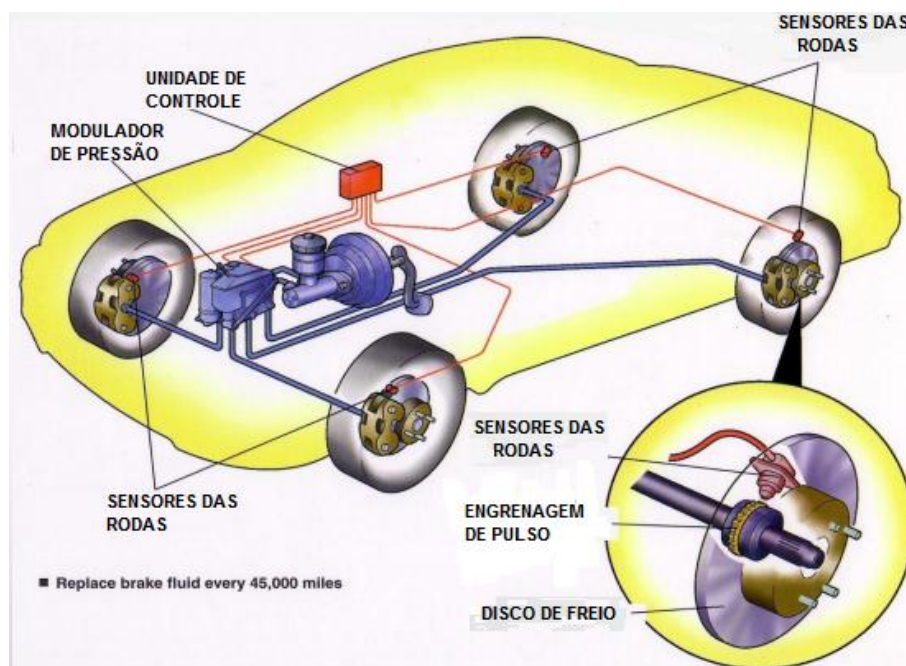 SENSORES DAS
RODAS
UNIDADE DE
CONTROLE
MODULADOR
DE PRESSÃO
SENSORES DAS
RODAS
ENGRENAGEM
DE PULSO
SENSORES DAS
RODAS
■ Replace brake fluid every 45,000 miles
DISCO DE FREIO